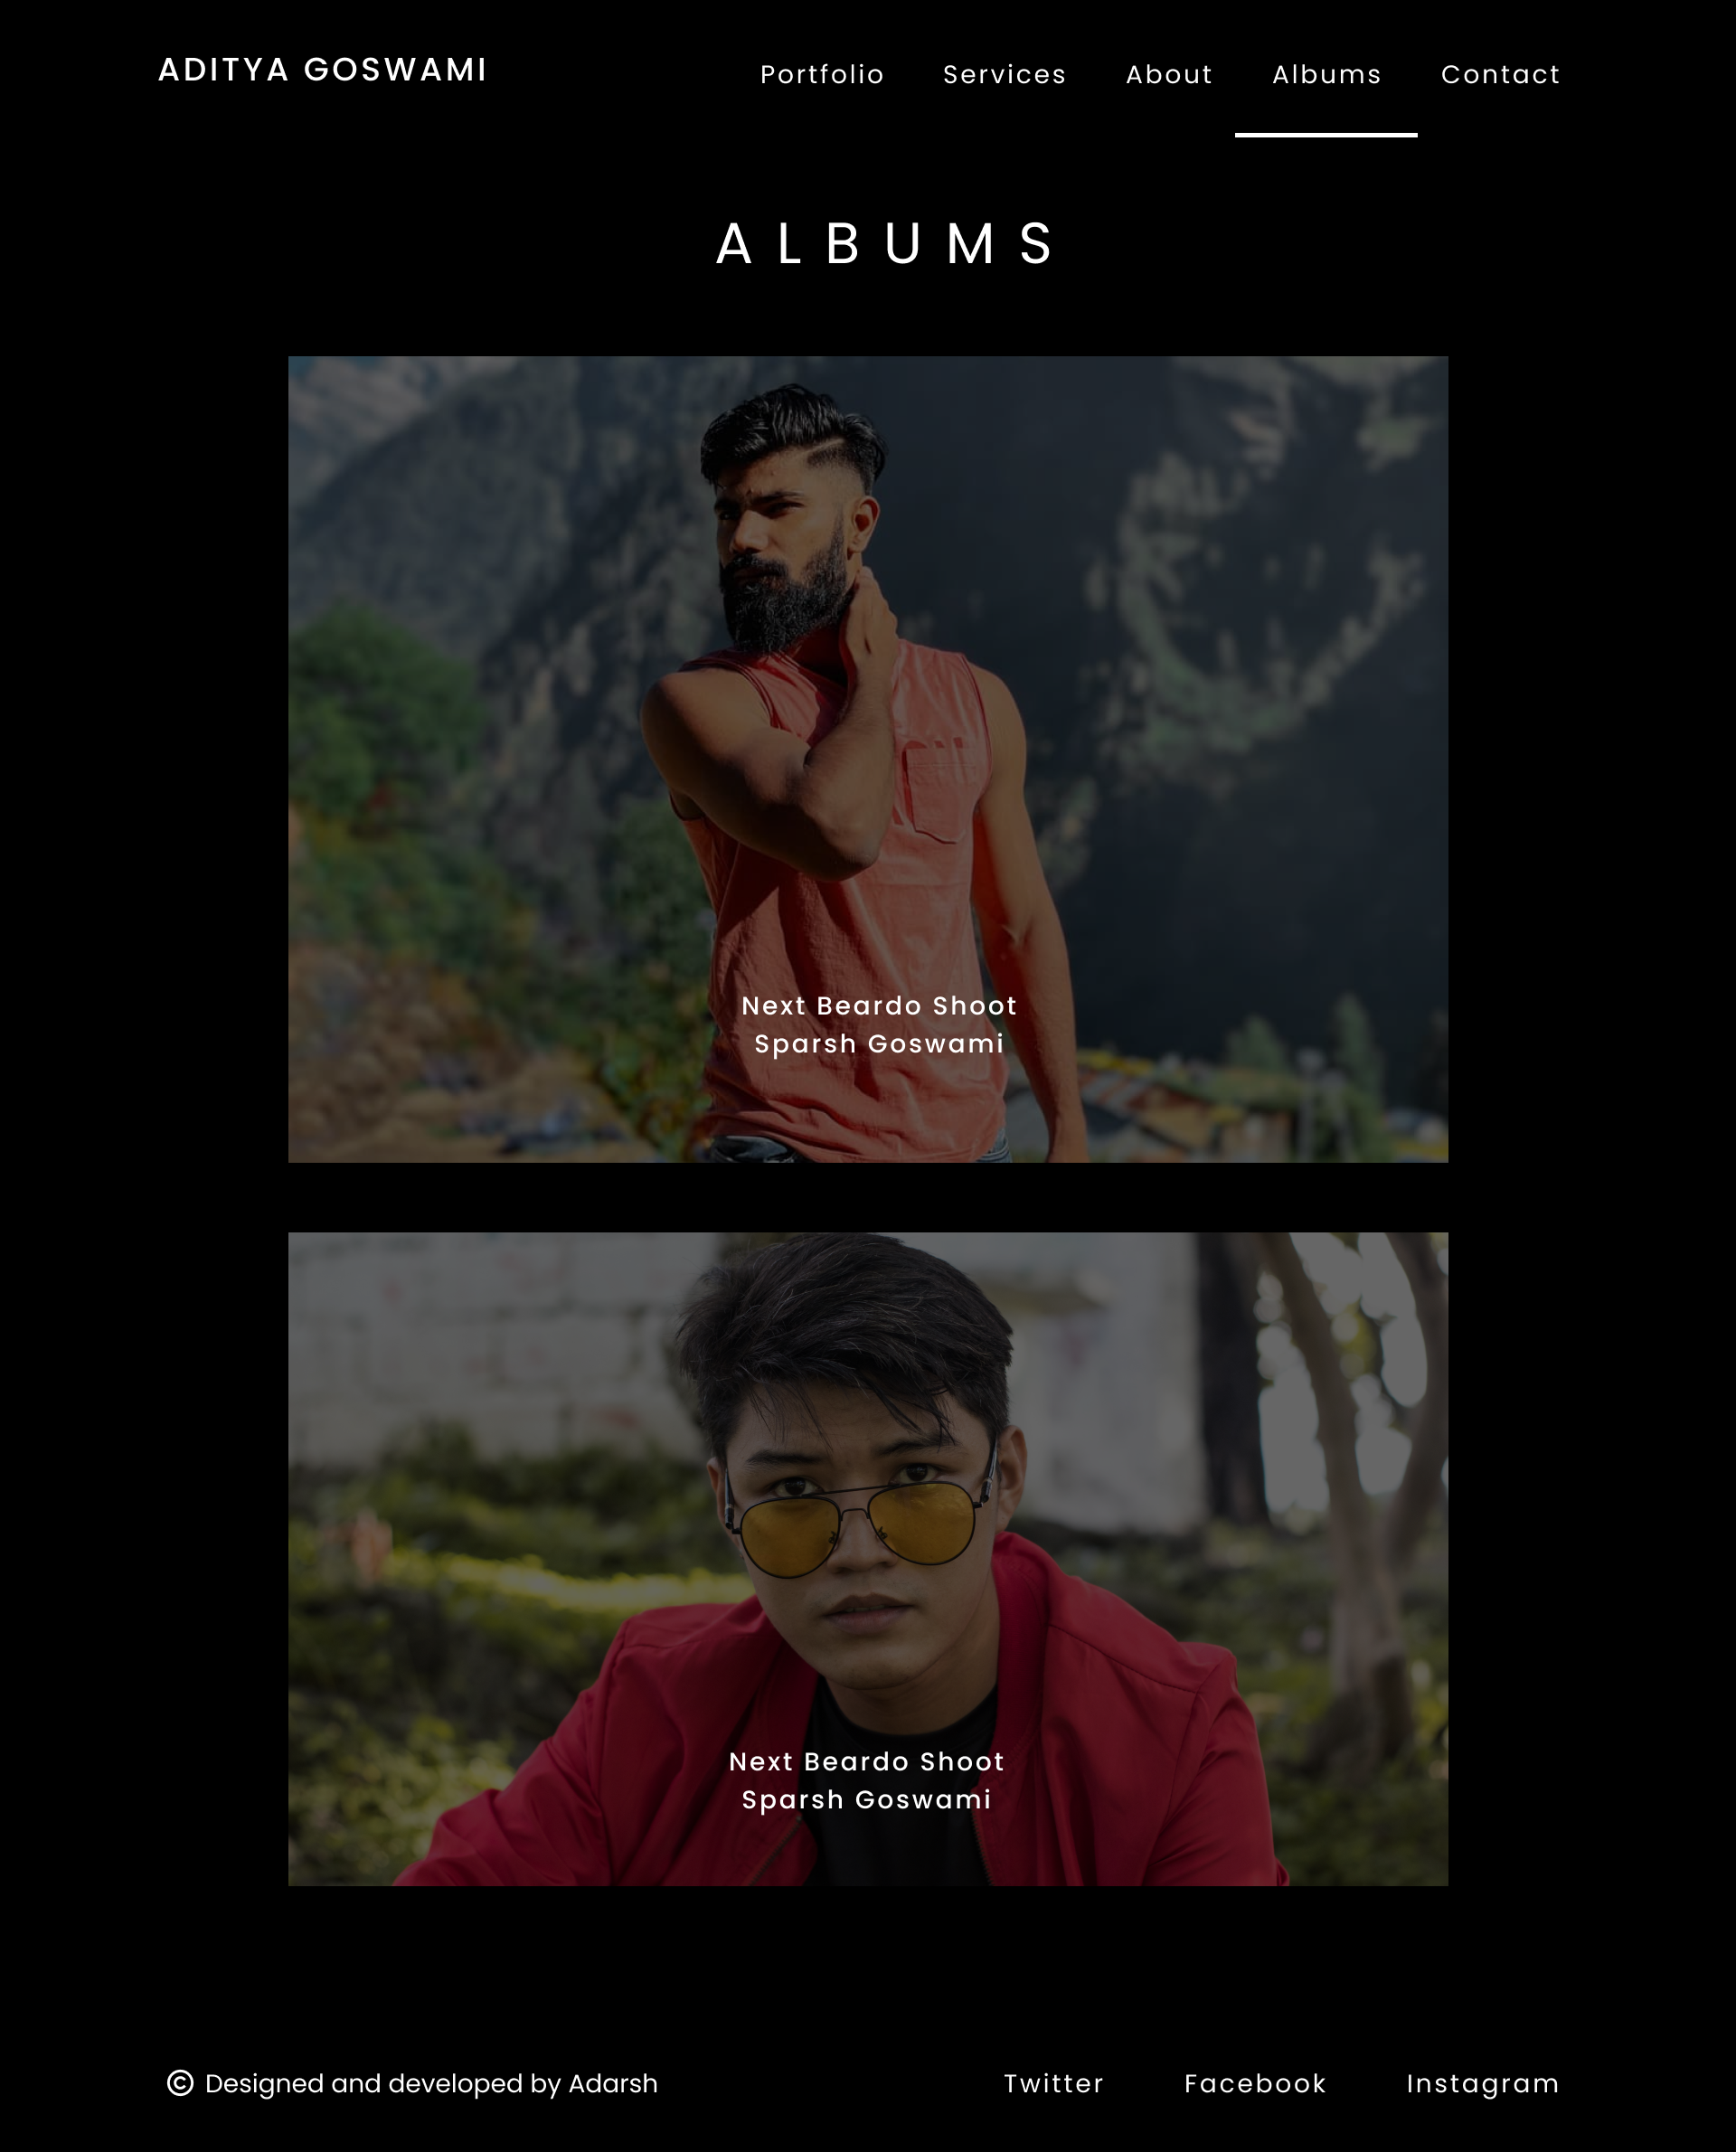 ADITYA GOSWAMI
Portfolio
Services
About
Albums
Contact
ALBUMS
Next Beardo Shoot
Sparsh Goswami
Next Beardo Shoot
Sparsh Goswami
© Designed and developed by Adarsh
Twitter
Facebook
Instagram